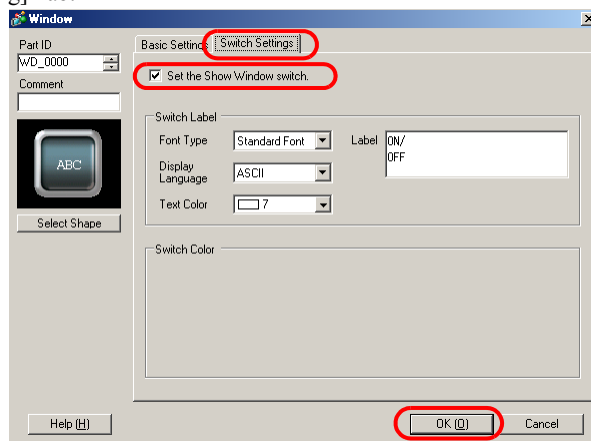 Window
Part ID
WD_0000
Comment
ABC
Select Shape
Basic Settings
Switch Settings
Set the Show Window switch.
Switch Label
Font Type
Standard Font
Label
ON/
OFF
Display
Language
ASCII
Text Color
7
Switch Color
Help (H)
OK (O)
Cancel